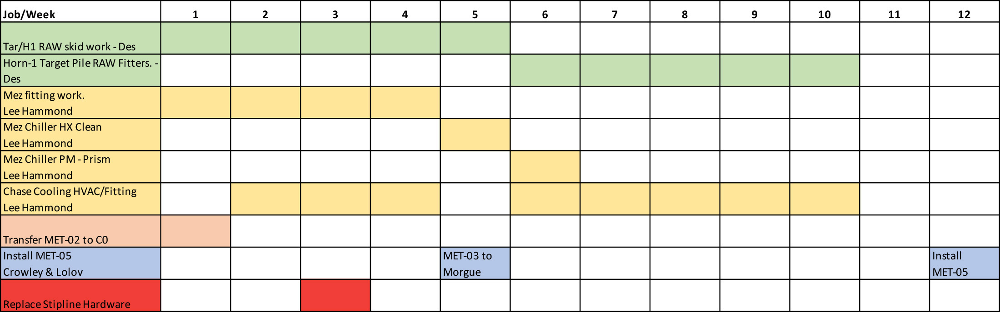 Job/Week 1 2 3 4 5 6 7 8 9 10 11 12
Tar/H1 RAW skid work - Des
Horn-1 Target Pile RAW Fitters. -
Des
Mez fitting work.
Lee Hammond
Mez Chiller HX Clean
Lee Hammond
Mez Chiller PM - Prism
Lee Hammond
Chase Cooling HVAC/Fitting
Lee Hammond
Transfer MET-02 to C0
Install MET-05
Crowley & Lolov
MET-03 to
Morgue
Install
MET-05
Replace Stipline Hardware